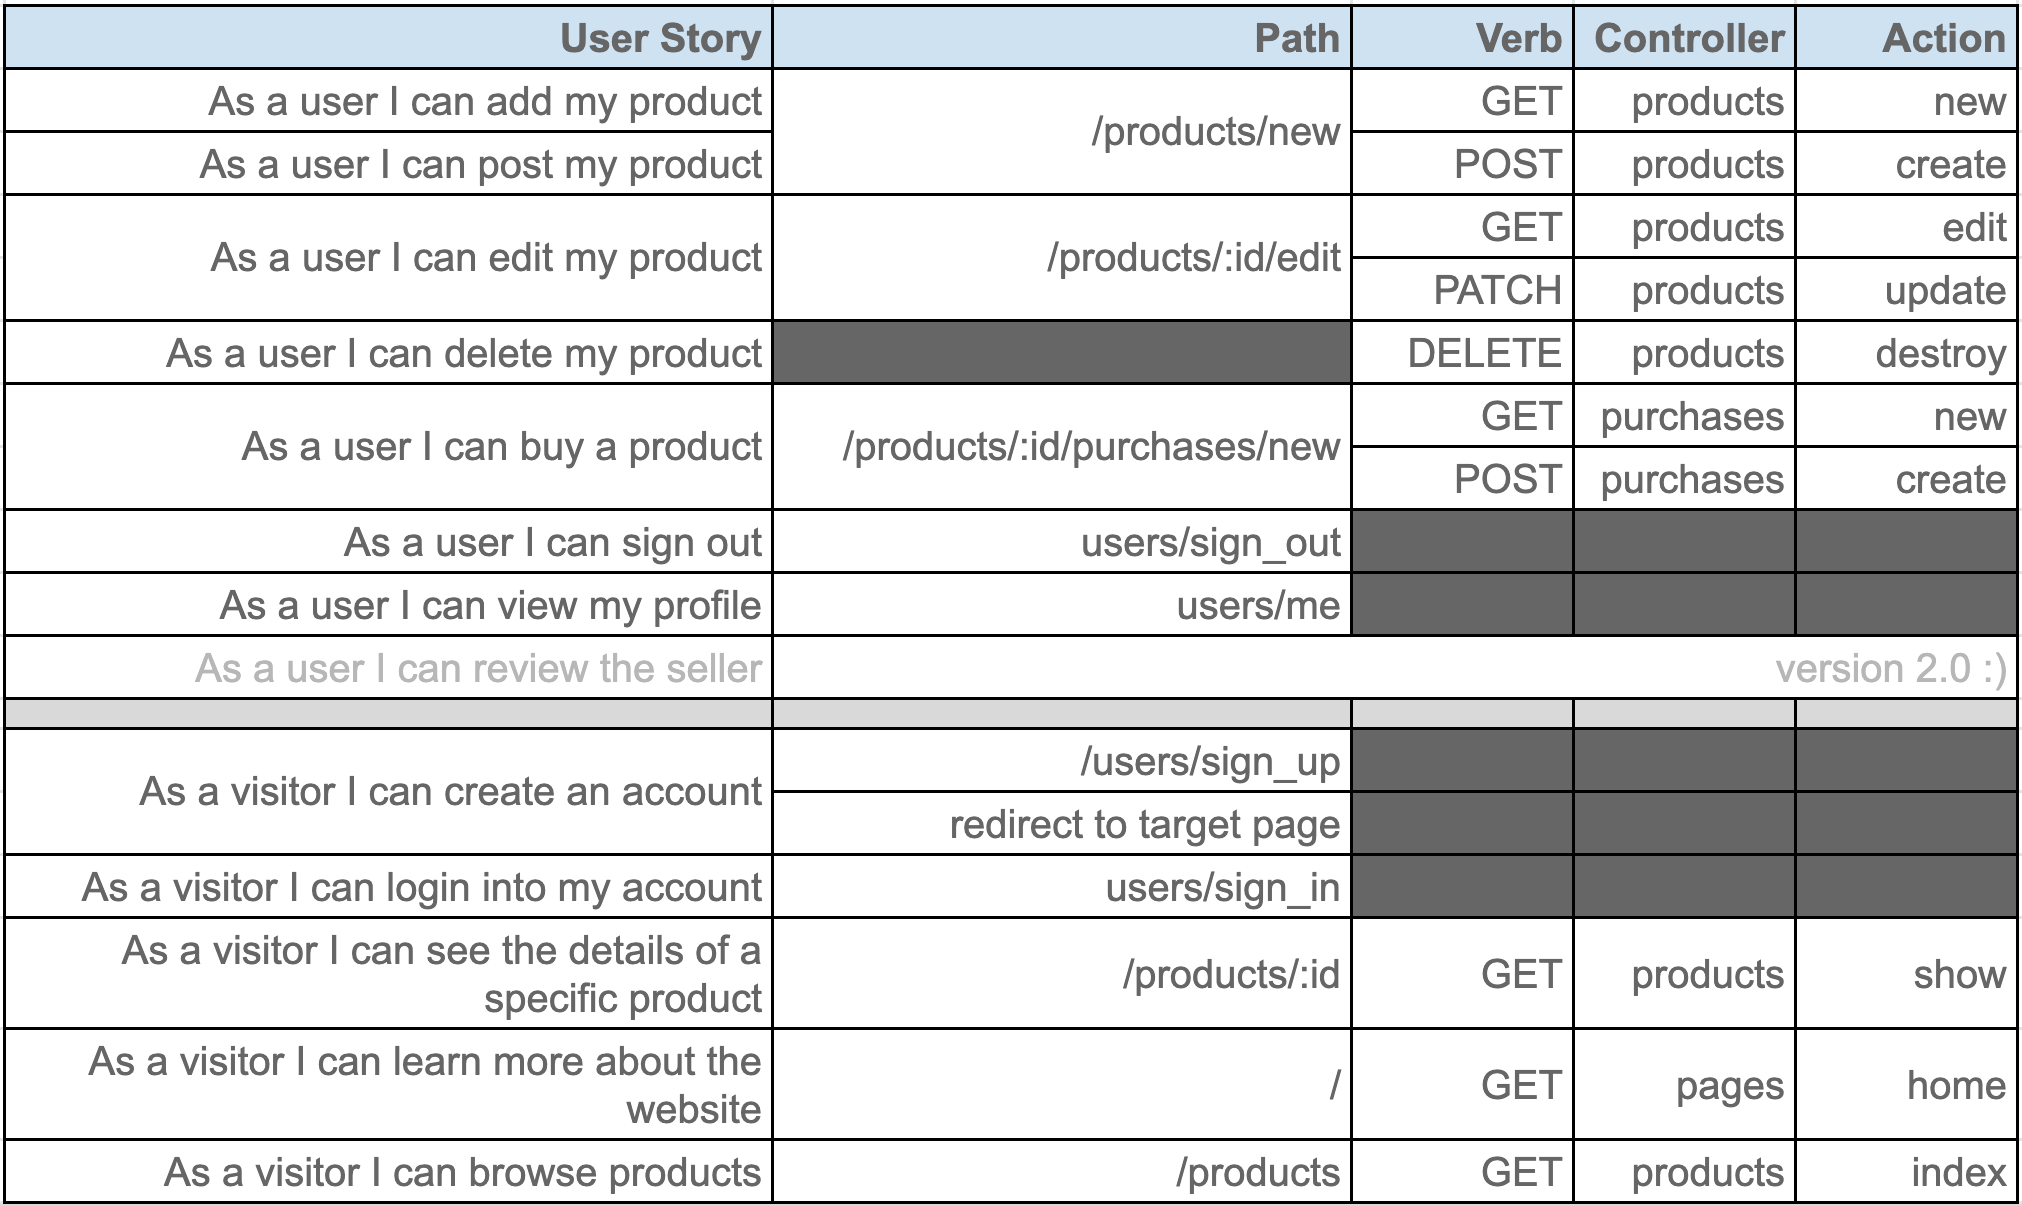 User Story Path Verb Controller Action
As a user I can add my product /products/new GET products new
As a user I can post my product POST products create
As a user I can edit my product /products/:id/edit GET products edit
PATCH products update
As a user I can delete my product DELETE products destroy
As a user I can buy a product /products/:id/purchases/new GET purchases new
POST purchases create
As a user I can sign out users/sign_out
As a user I can view my profile users/me
As a user I can review the seller version 2.0 :)
As a visitor I can create an account /users/sign_up
redirect to target page
As a visitor I can login into my account users/sign_in
As a visitor I can see the details of a
specific product /products/:id GET products show
As a visitor I can learn more about the
website / GET pages home
As a visitor I can browse products /products GET products index